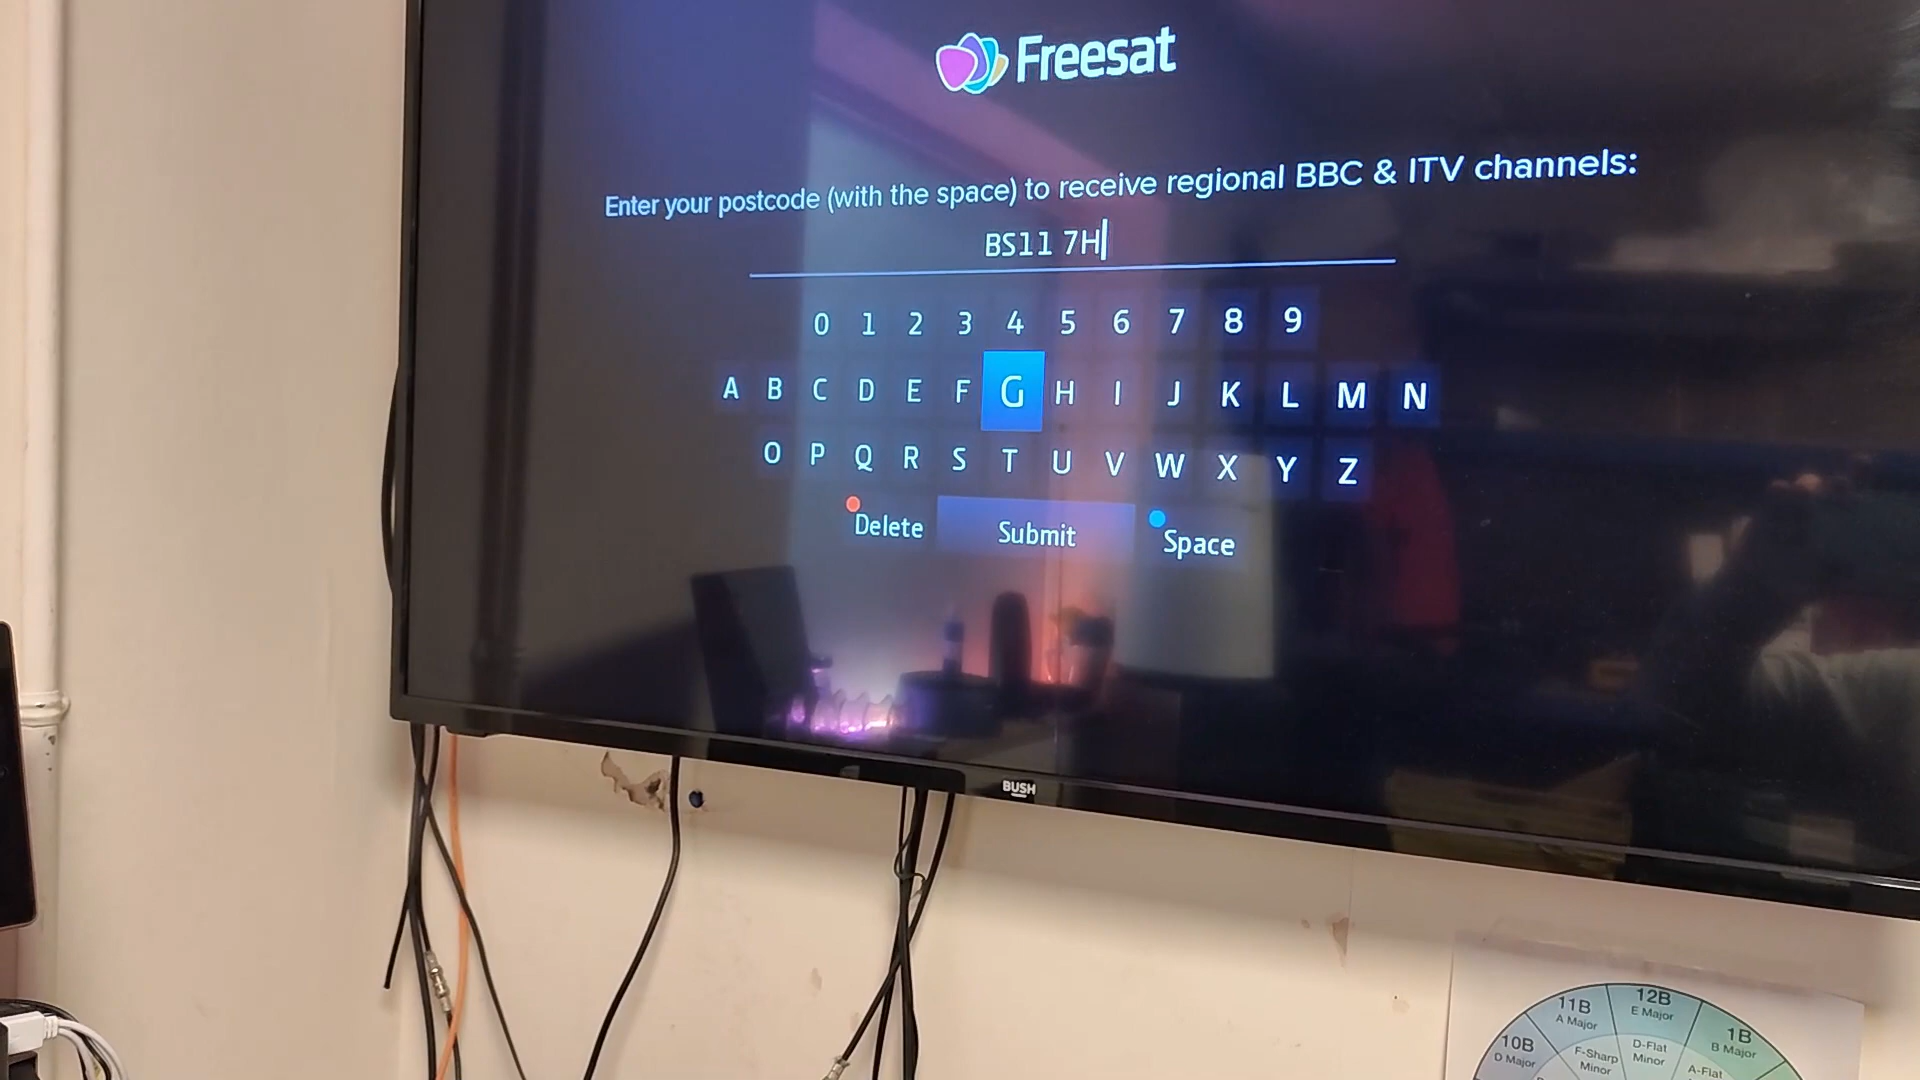 Freesat
Enter your postcode (with the space) to receive regional BBC & ITV channels:
BS11 7H
0 1 2 3 4 5 6 7 8 9
A B C D E F G H I J K L M N
O P Q R S T U V W X Y Z
Delete Submit Space
BUSH
11B
A Major
12B
E Major
1B
B Major
10B
D Major
F-Sharp
Minor
D-Flat
Minor
A-Flat